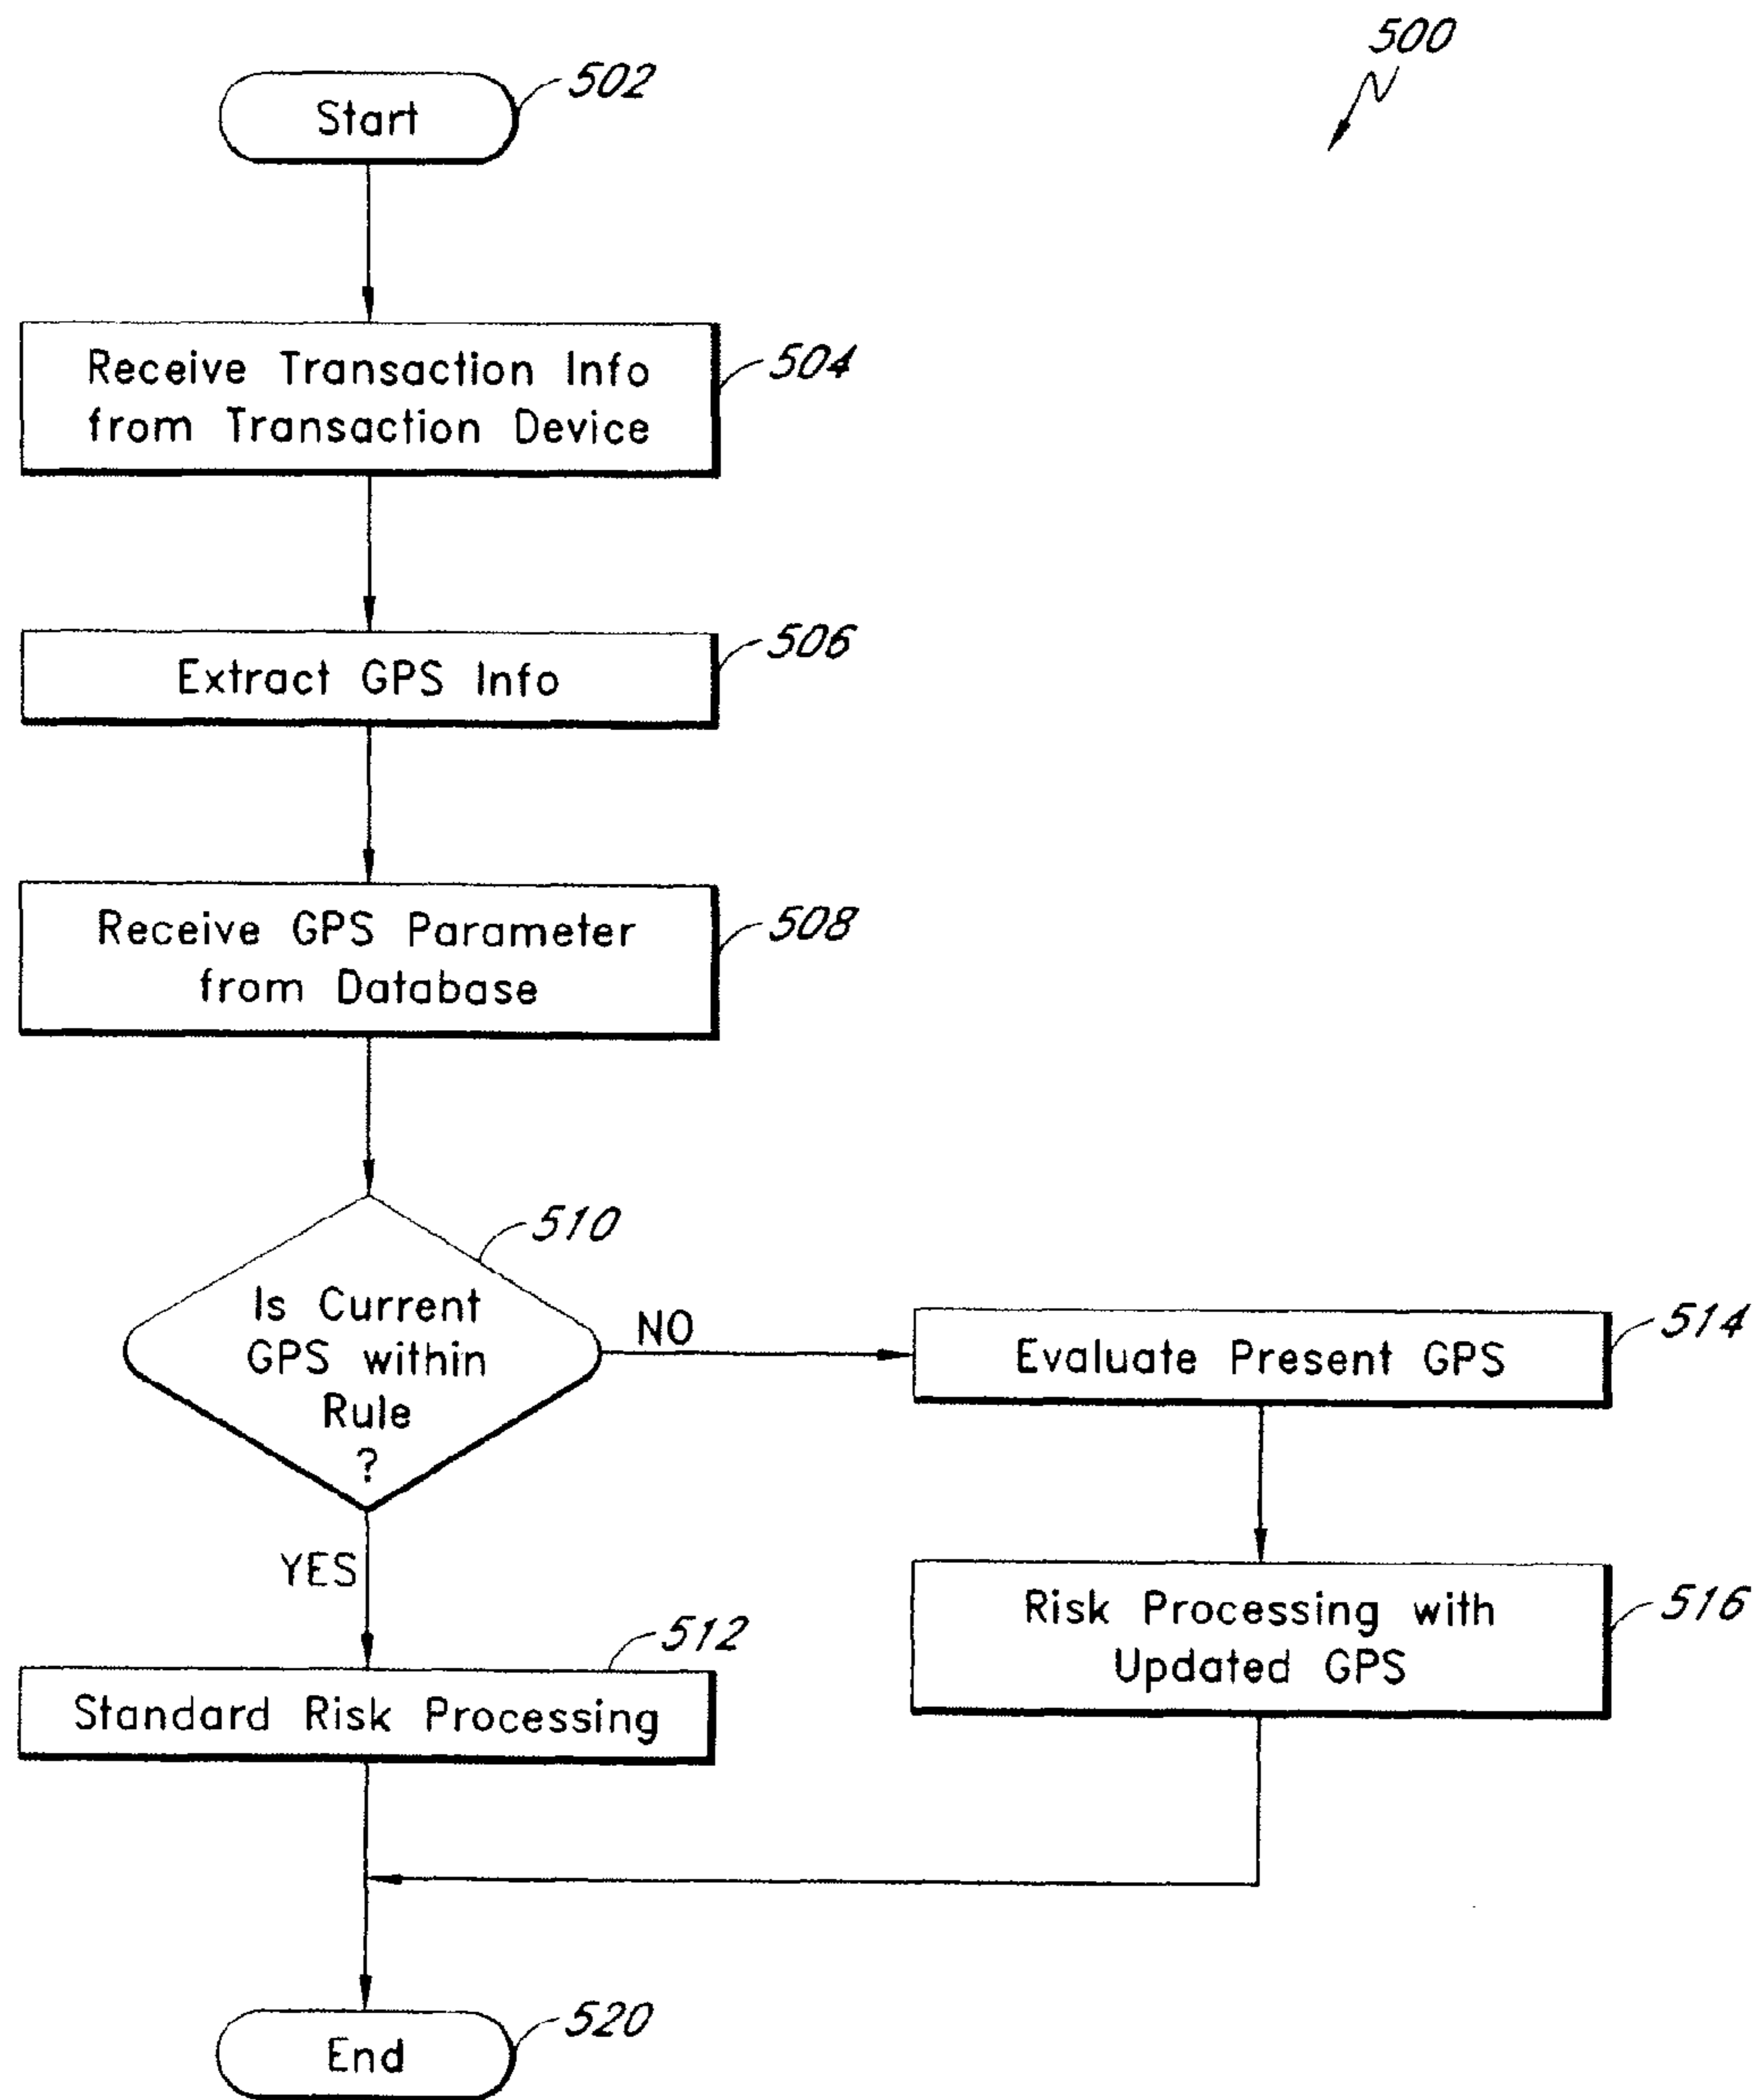 500
Start
502
Receive Transaction Info
from Transaction Device
504
Extract GPS Info
506
Receive GPS Parameter
from Database
508
Is Current
GPS within
Rule
?
510
NO
Evaluate Present GPS
514
YES
Risk Processing with
Updated GPS
516
Standard Risk Processing
512
End
520